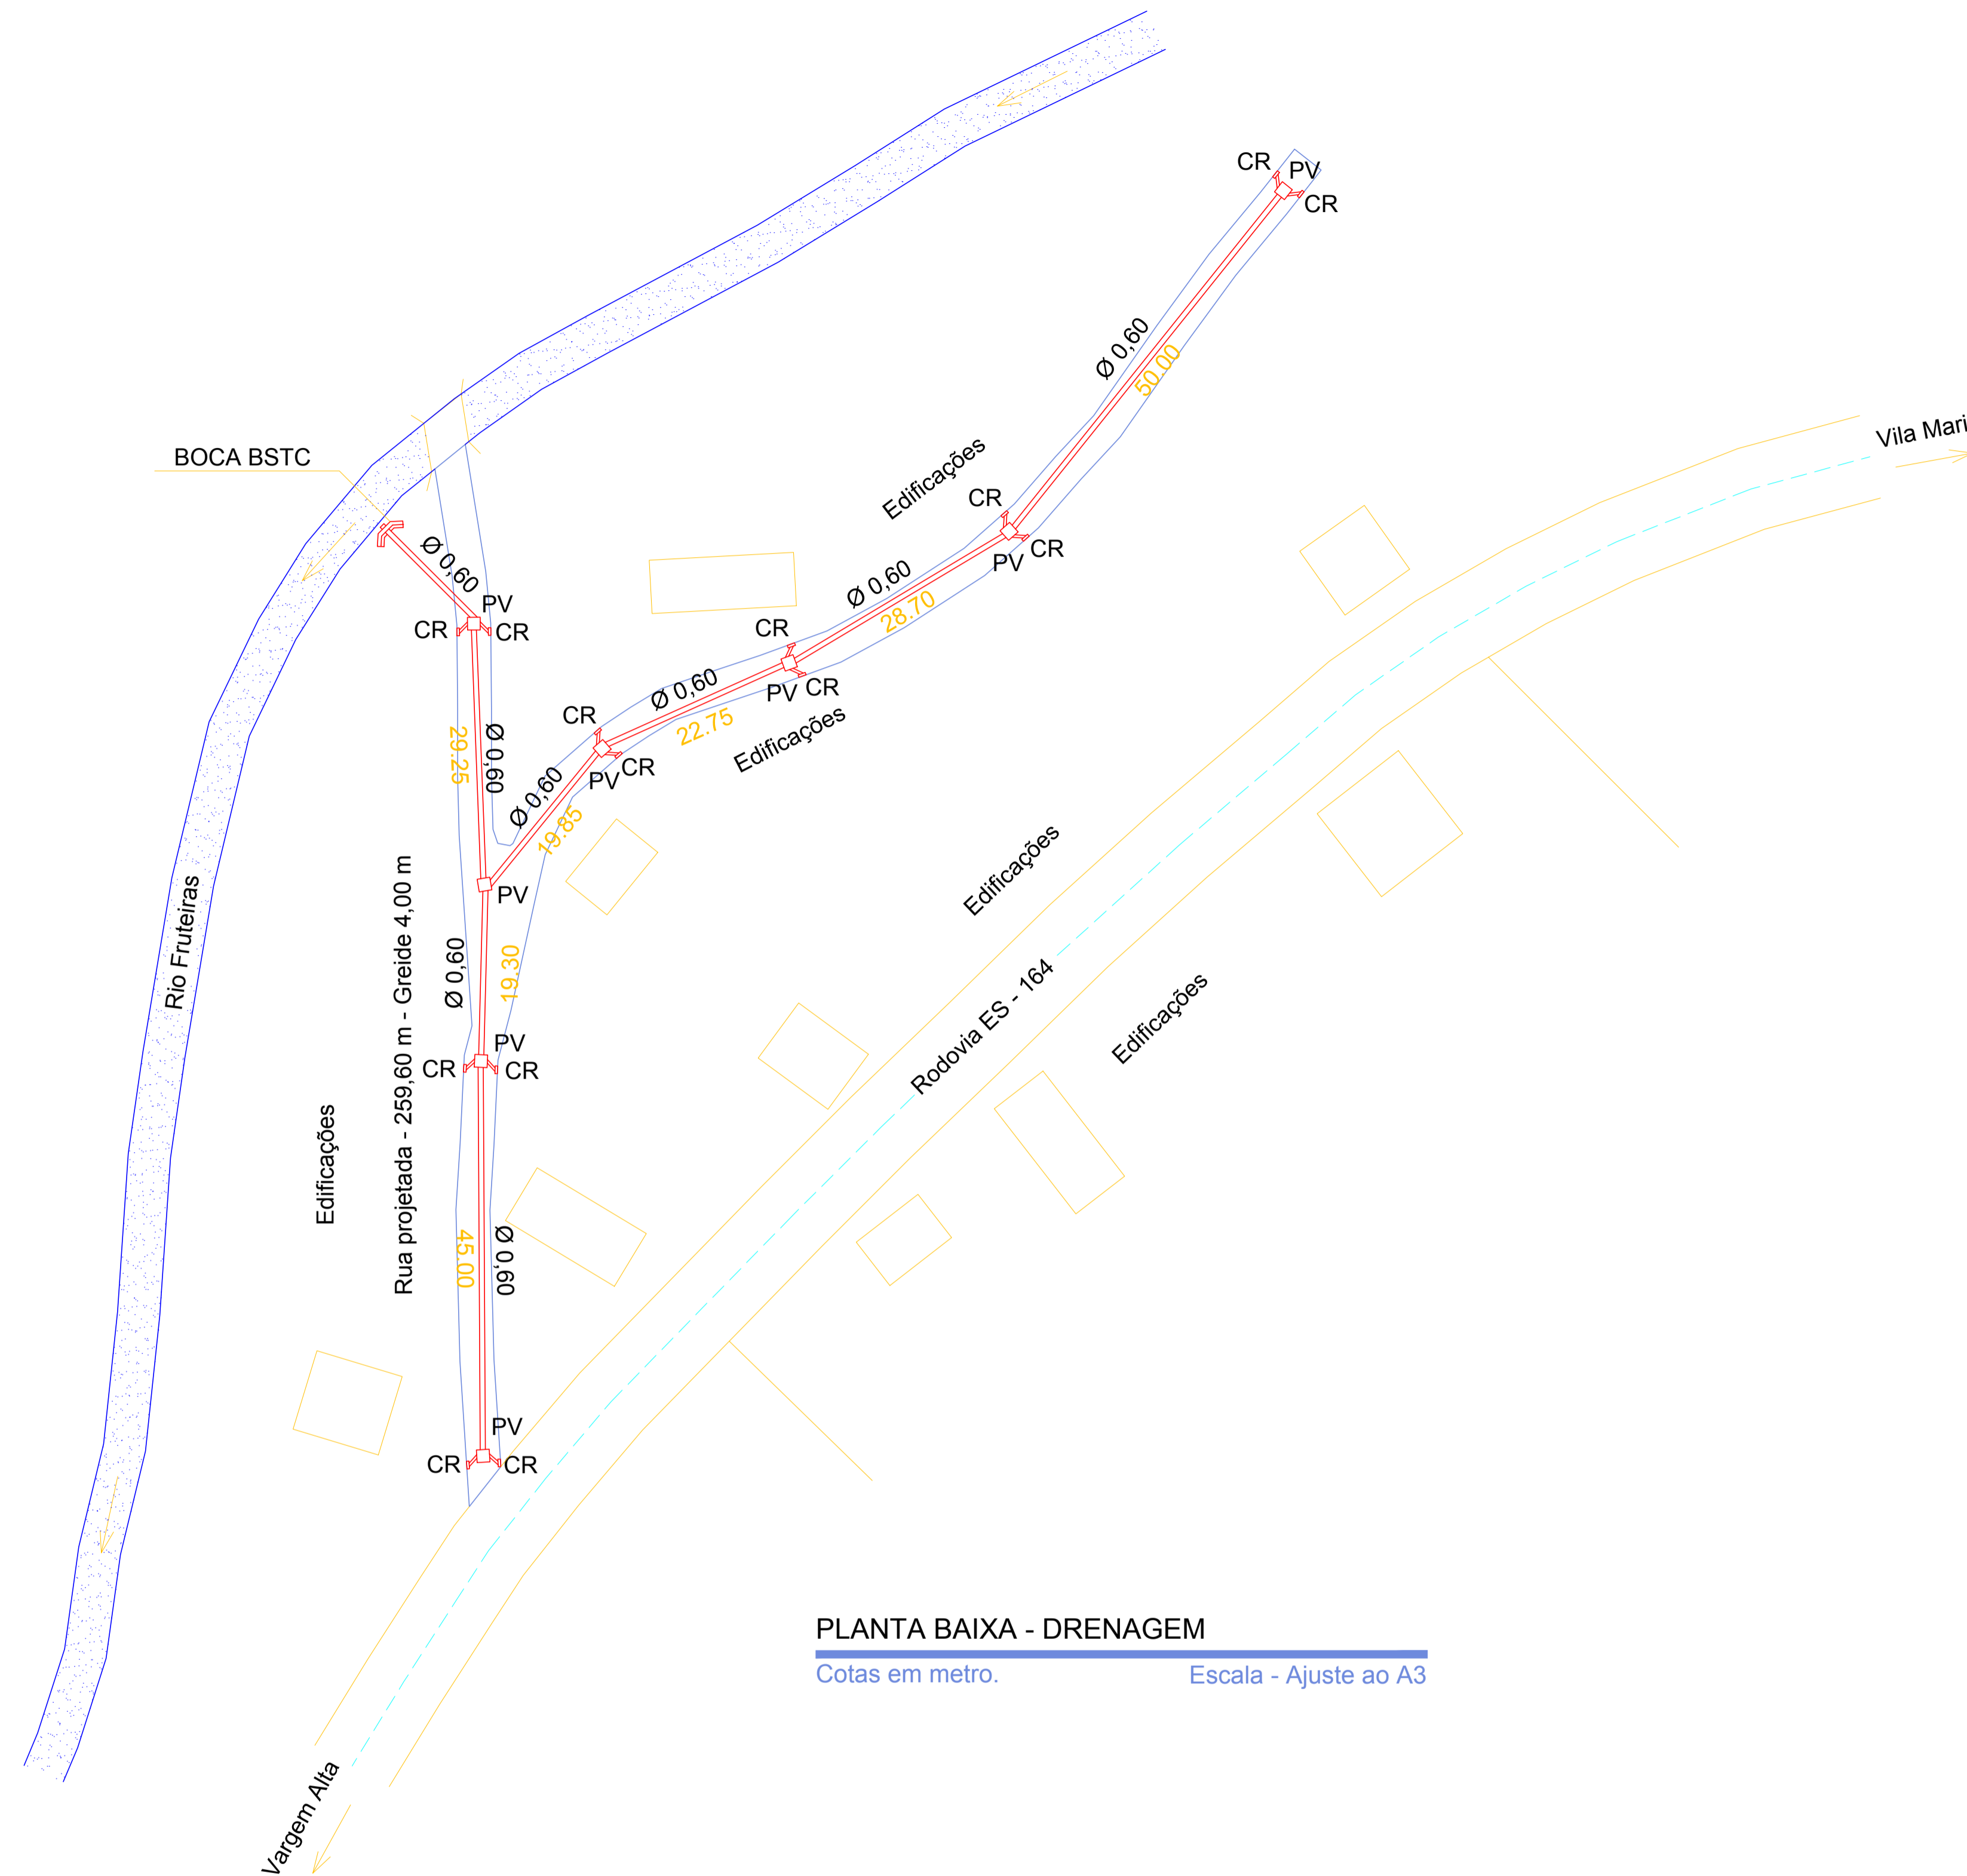 CR
PV
CR
Ø 0,60
50.00
Vila Mari
BOCA BSTC
Edificações
CR
CR
PV
Ø 0,60
Ø 0,60
28.70
PV
CR
CR
CR
Ø 0,60
PV
CR
22.75
Edificações
CR
PV
CR
29.25
Ø 0,60
Ø 0,60
19.85
Edificações
PV
Rio Fruteiras
Rua projetada - 259,60 m - Greide 4,00 m
Ø 0,60
19.30
Rodovia ES - 164
Edificações
PV
CR
CR
Edificações
45.00
Ø 0,60
PV
CR
CR
PLANTA BAIXA - DRENAGEM
Cotas em metro.
Escala - Ajuste ao A3
Vargem Alta